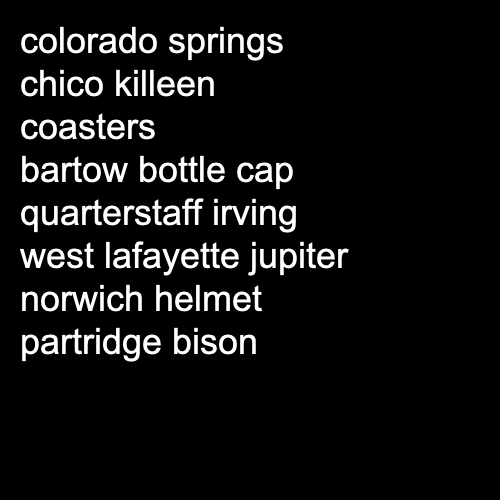 colorado springs
chico killeen
coasters
bartow bottle cap
quarterstaff irving
west lafayette jupiter
norwich helmet
partridge bison